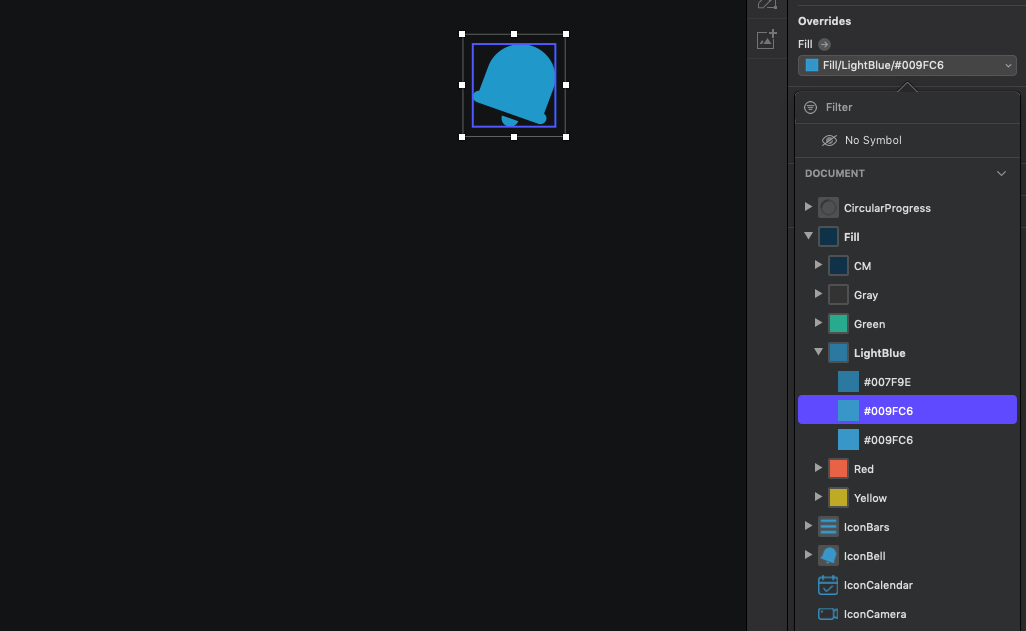 Overrides
Fill
Fill/LightBlue/#009FC6
Filter
No Symbol
DOCUMENT
CircularProgress
Fill
CM
Gray
Green
LightBlue
#007F9E
#009FC6
#009FC6
Red
Yellow
IconBars
IconBell
IconCalendar
IconCamera